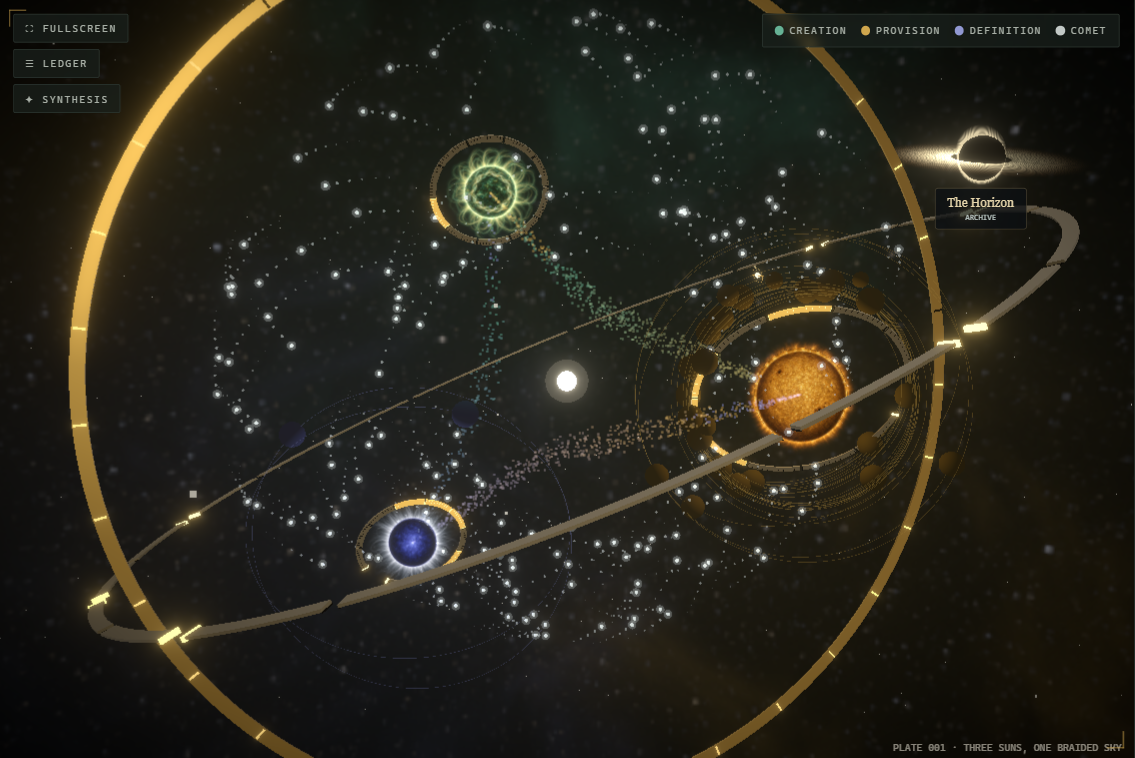 FULLSCREEN
LEDGER
SYNTHESIS
CREATION PROVISION DEFINITION COMET
The Horizon
ARCHIVE
PLATE 001 · THREE SUNS, ONE BRAIDED SKY